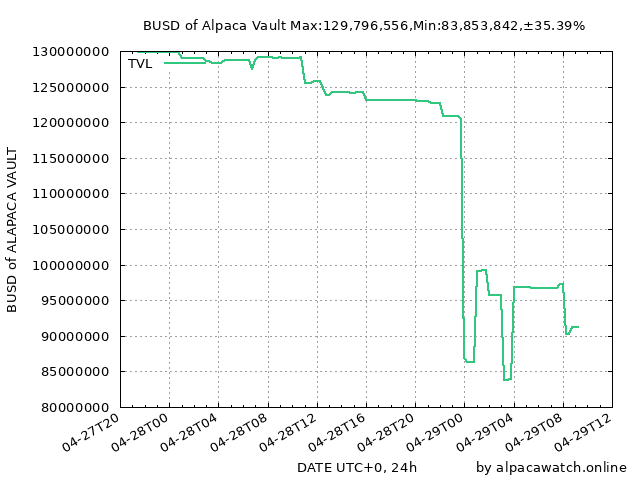 BUSD of Alpaca Vault Max:129,796,556,Min:83,853,842,±35.39%
TVL
130000000
125000000
120000000
115000000
110000000
105000000
100000000
95000000
90000000
85000000
80000000
BUSD of ALAPACA VAULT
04-27T20
04-28T00
04-28T04
04-28T08
04-28T12
04-28T16
04-28T20
04-29T00
04-29T04
04-29T08
04-29T12
DATE UTC+0, 24h
by alpacawatch.online